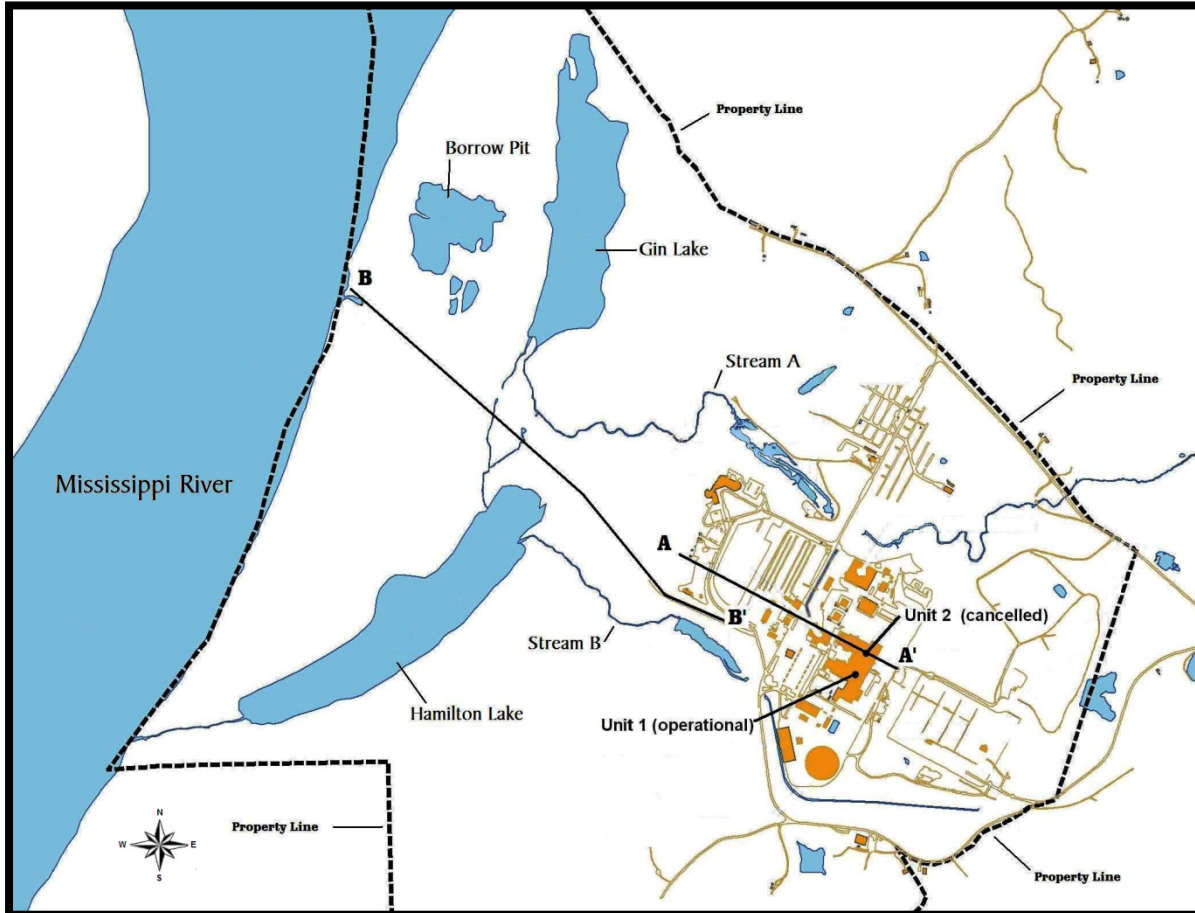 Property Line
Borrow Pit
Gin Lake
B
Stream A
Property Line
Mississippi River
A
B'
Unit 2 (cancelled)
Stream B
A'
Hamilton Lake
Unit 1 (operational)
N
W E
S
Property Line
Property Line